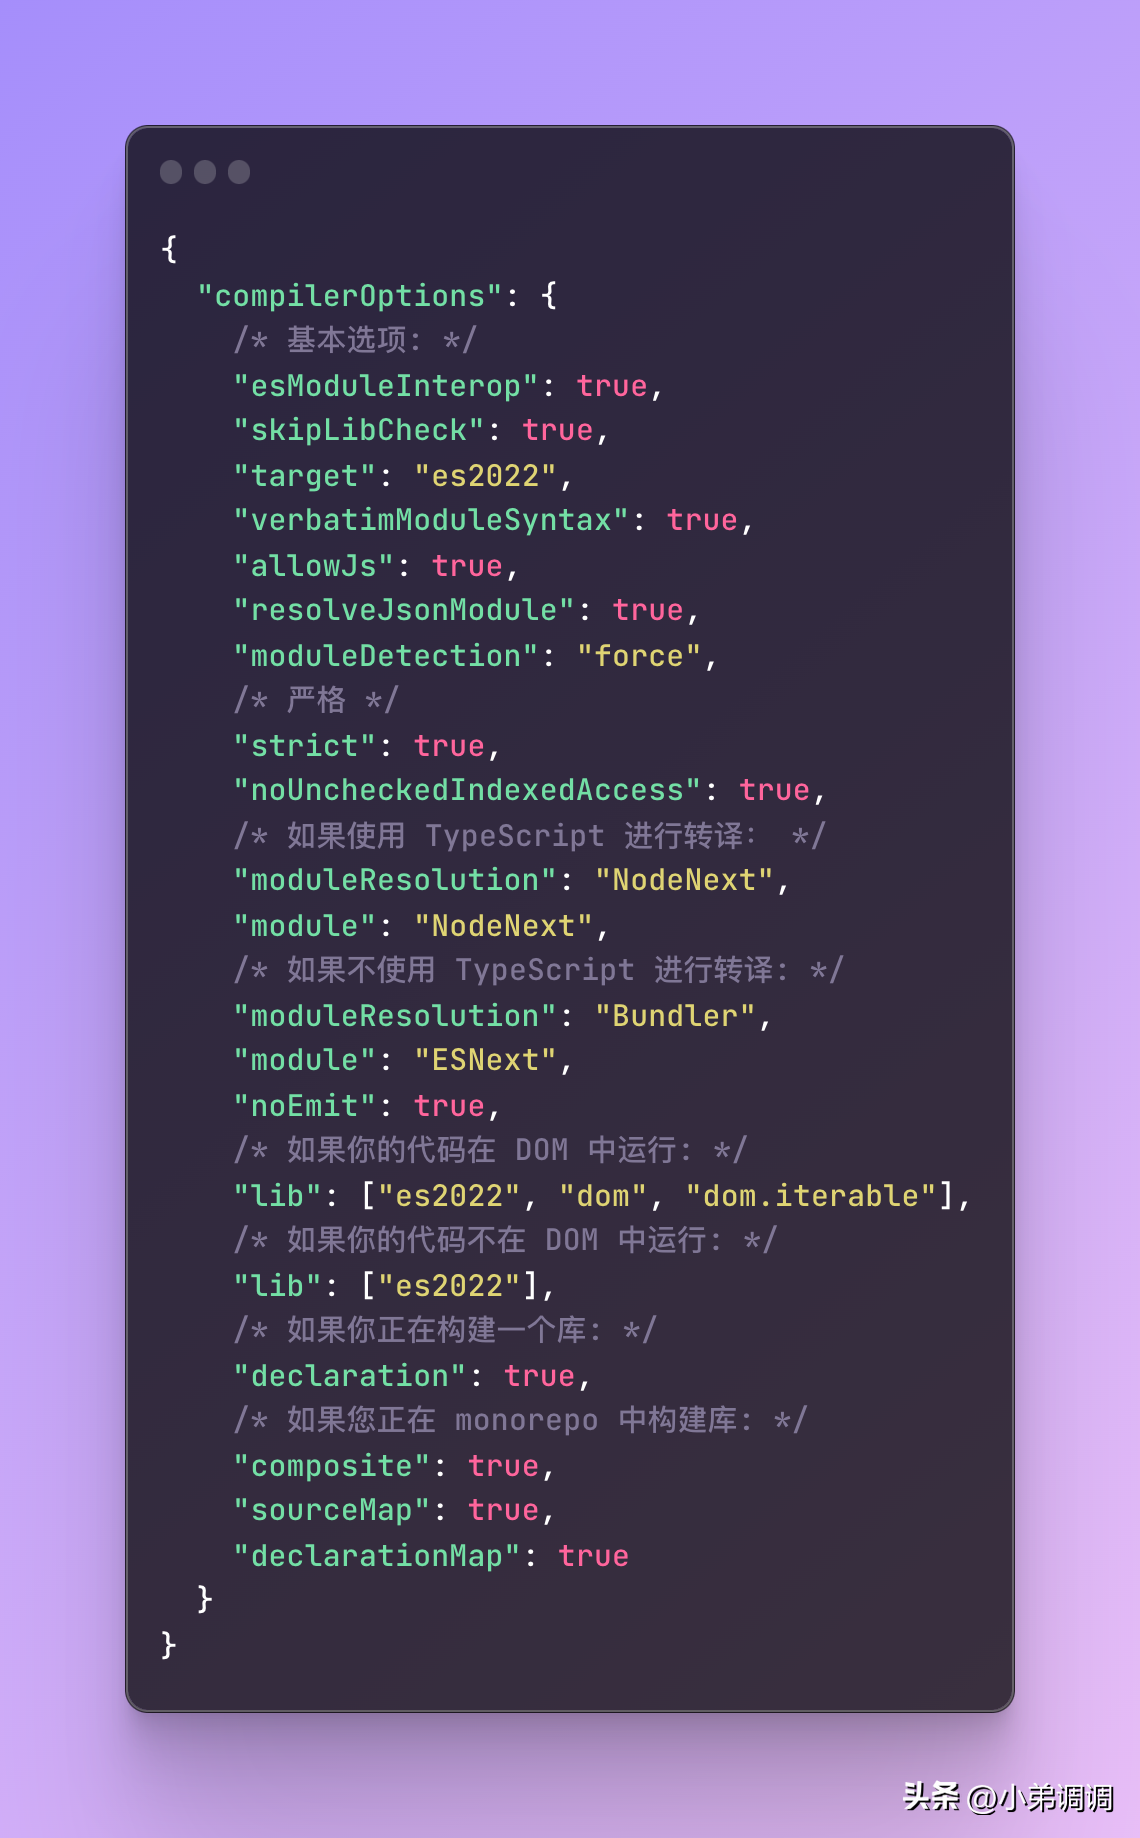 {
"compilerOptions": {
/* 基本选项: */
"esModuleInterop": true,
"skipLibCheck": true,
"target": "es2022",
"verbatimModuleSyntax": true,
"allowJs": true,
"resolveJsonModule": true,
"moduleDetection": "force",
/* 严格 */
"strict": true,
"noUncheckedIndexedAccess": true,
/* 如果使用 TypeScript 进行转译： */
"moduleResolution": "NodeNext",
"module": "NodeNext",
/* 如果不使用 TypeScript 进行转译: */
"moduleResolution": "Bundler",
"module": "ESNext",
"noEmit": true,
/* 如果你的代码在 DOM 中运行: */
"lib": ["es2022", "dom", "dom.iterable"],
/* 如果你的代码不在 DOM 中运行: */
"lib": ["es2022"],
/* 如果你正在构建一个库: */
"declaration": true,
/* 如果您正在 monorepo 中构建库: */
"composite": true,
"sourceMap": true,
"declarationMap": true
}
}
头条 @小弟调调